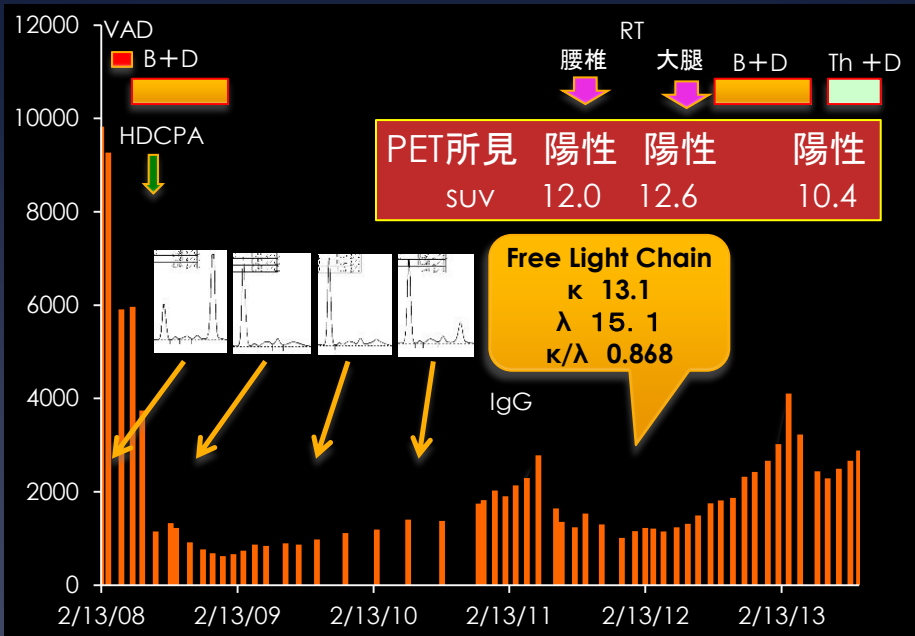 12000
VAD
B＋D
RT
腰椎
大腿
B＋D
Th ＋D
10000
HDCPA
PET所見 陽性 陽性 陽性
SUV 12.0 12.6 10.4
8000
Free Light Chain
κ 13.1
λ 15. 1
κ/λ 0.868
6000
4000
IgG
2000
0
2/13/08 2/13/09 2/13/10 2/13/11 2/13/12 2/13/13